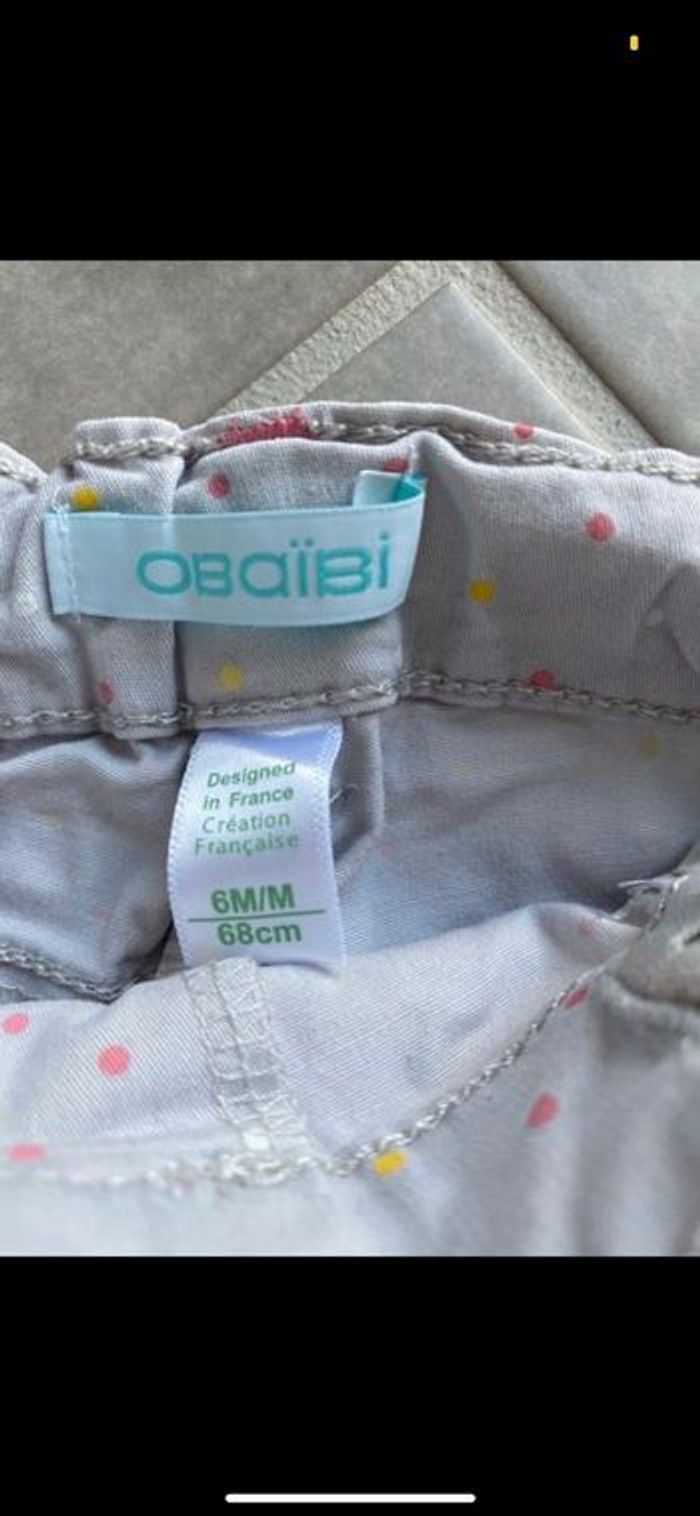 OBaïBi
Designed
in France
Création
Française
6M/M
68cm